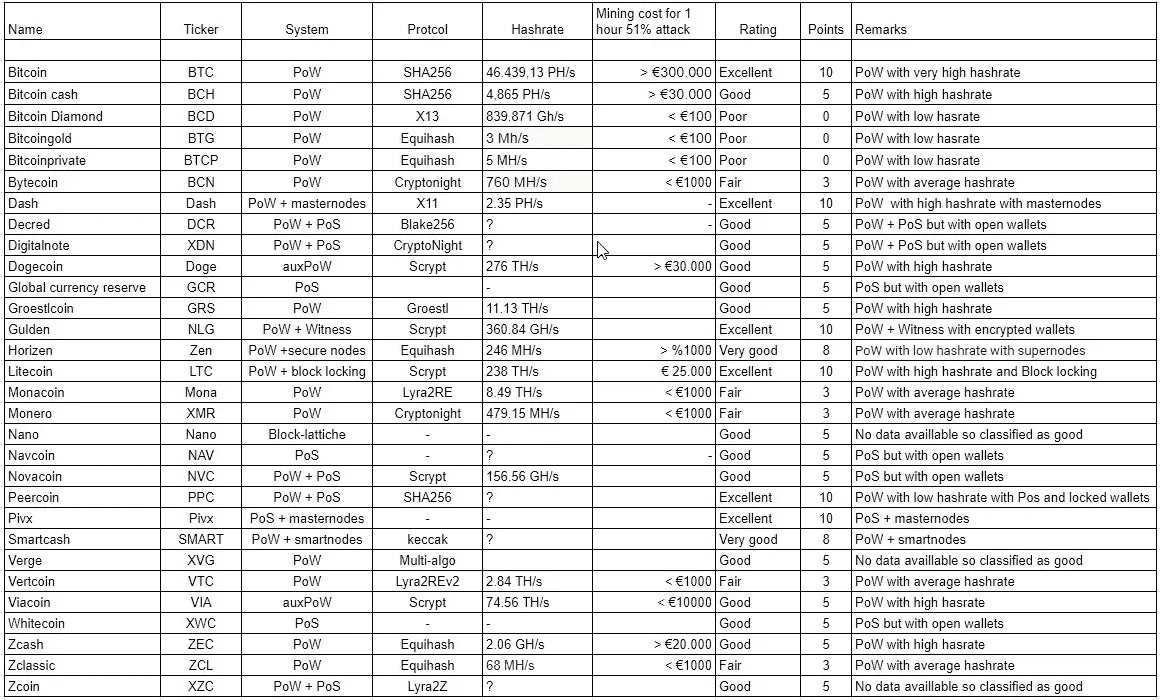 Name Ticker System Protcol Hashrate Mining cost for 1 hour 51% attack Rating Points Remarks
Bitcoin BTC PoW SHA256 46.439,13 PH/s > €300.000 Excellent 10 PoW with very high hashrate
Bitcoin cash BCH PoW SHA256 4,865 PH/s > €30.000 Good 5 PoW with high hashrate
Bitcoin Diamond BCD PoW X13 839.871 Gh/s < €100 Poor 0 PoW with low hasrate
Bitcoingold BTG PoW Equihash 3 Mh/s < €100 Poor 0 PoW with low hasrate
Bitcoinprivate BTCP PoW Equihash 5 MH/s < €100 Poor 0 PoW with low hasrate
Bytecoin BCN PoW Cryptonight 760 MH/s < €1000 Fair 3 PoW with average hashrate
Dash Dash PoW + masternodes X11 2.35 PH/s - Excellent 10 PoW with high hashrate with masternodes
Decred DCR PoW + PoS Blake256 ? - Good 5 PoW + PoS but with open wallets
Digitalnote XDN PoW + PoS CryptoNight ? Good 5 PoW + PoS but with open wallets
Dogecoin Doge auxPoW Scrypt 276 TH/s > €30.000 Good 5 PoW with high hashrate
Global currency reserve GCR PoS - Good 5 PoS but with open wallets
Groestlcoin GRS PoW Groestl 11.13 TH/s Good 5 PoW with high hashrate
Gulden NLG PoW + Witness Scrypt 360.84 GH/s Excellent 10 PoW + Witness with encrypted wallets
Horizen Zen PoW +secure nodes Equihash 246 MH/s > %1000 Very good 8 PoW with low hashrate with supernodes
Litecoin LTC PoW + block locking Scrypt 238 TH/s € 25.000 Excellent 10 PoW with high hashrate and Block locking
Monacoin Mona PoW Lyra2RE 8.49 TH/s < €1000 Fair 3 PoW with average hashrate
Monero XMR PoW Cryptonight 479.15 MH/s < €1000 Fair 3 PoW with average hashrate
Nano Nano Block-lattiche - - Good 5 No data availlable so classified as good
Navcoin NAV PoS - ? - Good 5 PoS but with open wallets
Novacoin NVC PoW + PoS Scrypt 156.56 GH/s Good 5 PoS but with open wallets
Peercoin PPC PoW + PoS SHA256 ? Excellent 10 PoW with low hashrate with Pos and locked wallets
Pivx Pivx PoS + masternodes - - Excellent 10 PoS + masternodes
Smartcash SMART PoW + smartnodes keccak ? Very good 8 PoW + smartnodes
Verge XVG PoW Multi-algo Good 5 No data availlable so classified as good
Vertcoin VTC PoW Lyra2REv2 2.84 TH/s < €1000 Fair 3 PoW with average hashrate
Viacoin VIA auxPoW Scrypt 74.56 TH/s < €10000 Good 5 PoW with high hasrate
Whitecoin XWC PoS - - Good 5 PoS but with open wallets
Zcash ZEC PoW Equihash 2.06 GH/s > €20.000 Good 5 PoW with high hasrate
Zclassic ZCL PoW Equihash 68 MH/s < €1000 Fair 3 PoW with average hashrate
Zcoin XZC PoW + PoS Lyra2Z ? Good 5 No data availlable so classified as good